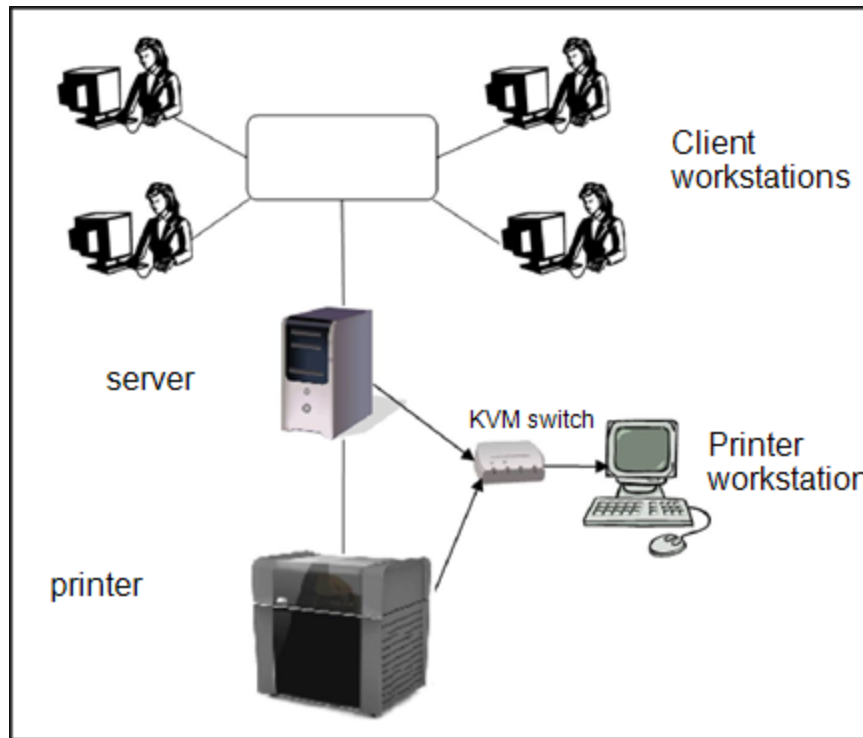 Client
workstations
server
KVM switch
Printer
workstation
printer